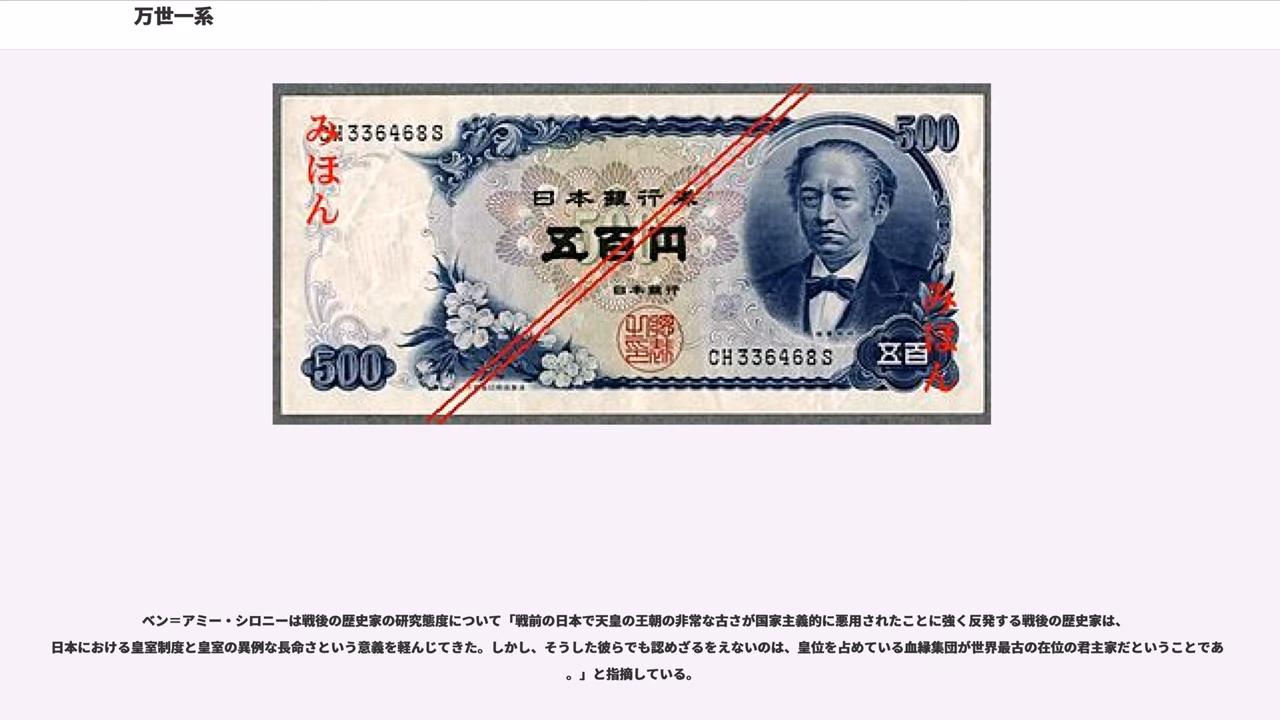 万世一系
みほん
CH336468S
500
日本銀行券
五百円
日本銀行
CH336468S
500
五百
みほん
ベン＝アミー・シロニーは戦後の歴史家の研究態度について「戦前の日本で天皇の王朝の非常な古さが国家主義的に悪用されたことに強く反発する戦後の歴史家は、
日本における皇室制度と皇室の異例な長命さという意義を軽んじてきた。しかし、そうした彼らでも認めざるをえないのは、皇位を占めている血縁集団が世界最古の在位の君主家だということであ
。」と指摘している。